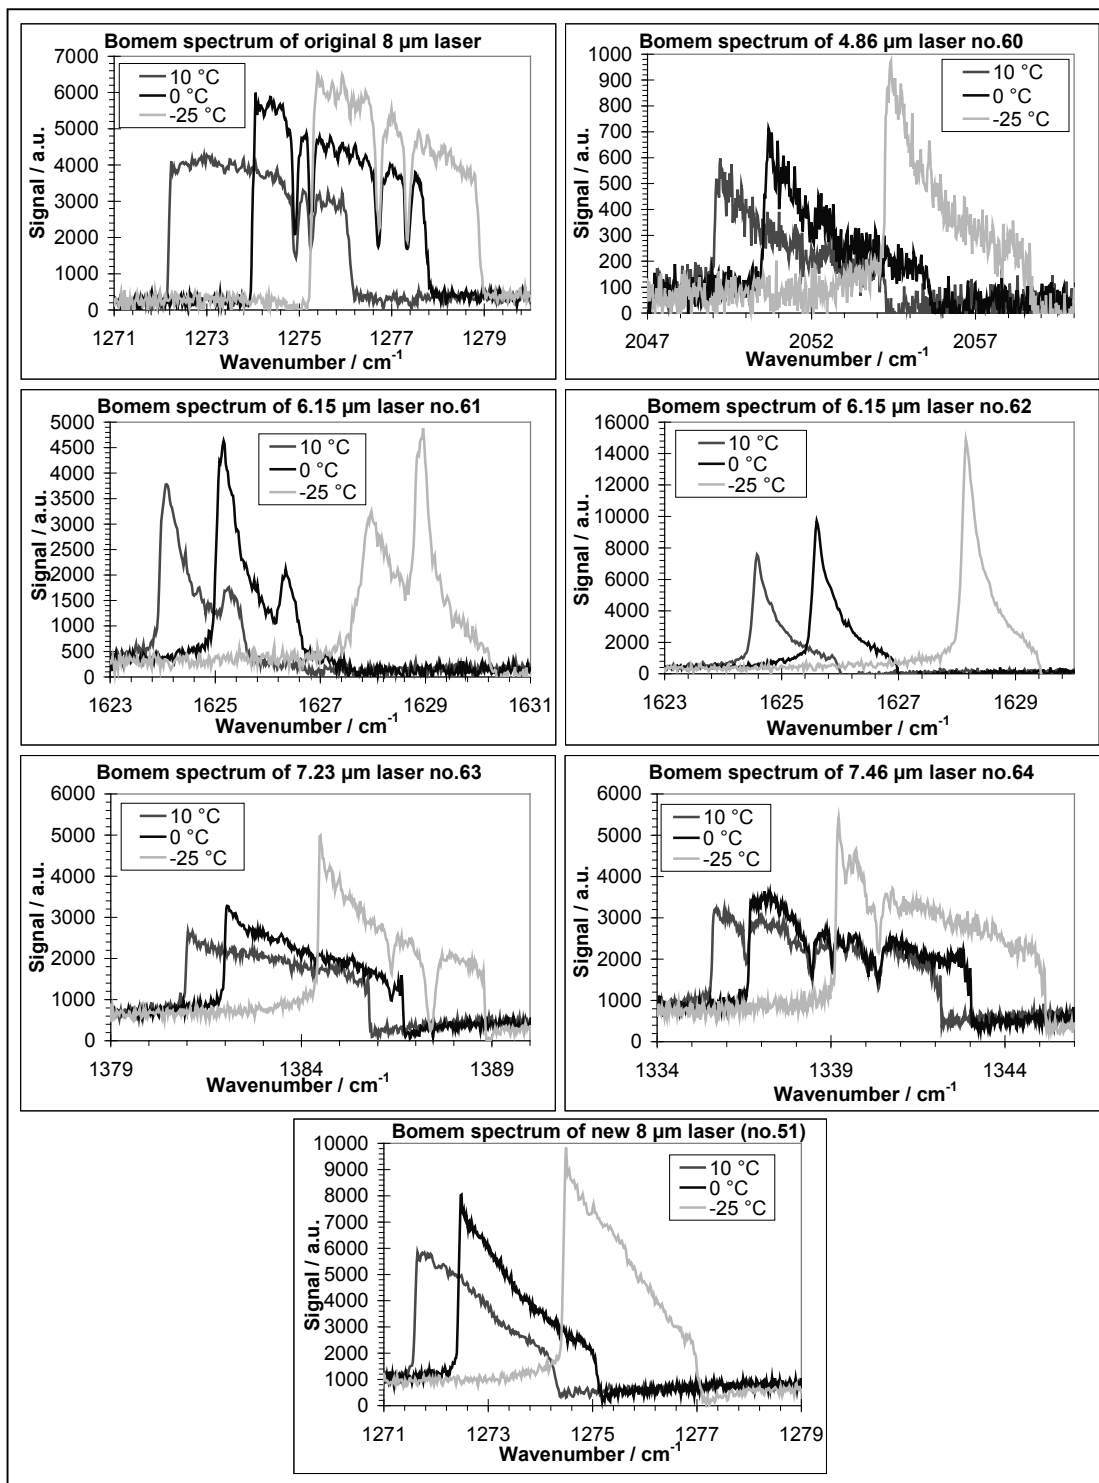 Bomem spectrum of original 8 µm laser
7000
6000
5000
4000
3000
2000
1000
0
Signal / a.u.
10 °C
0 °C
-25 °C
1271 1273 1275 1277 1279
Wavenumber / cm-1
Bomem spectrum of 4.86 µm laser no.60
1000
900
800
700
600
500
400
300
200
100
0
Signal / a.u.
10 °C
0 °C
-25 °C
2047 2052 2057
Wavenumber / cm-1
Bomem spectrum of 6.15 µm laser no.61
5000
4500
4000
3500
3000
2500
2000
1500
1000
500
0
Signal / a.u.
10 °C
0 °C
-25 °C
1623 1625 1627 1629 1631
Wavenumber / cm-1
Bomem spectrum of 6.15 µm laser no.62
16000
14000
12000
10000
8000
6000
4000
2000
0
Signal / a.u.
10 °C
0 °C
-25 °C
1623 1625 1627 1629
Wavenumber / cm-1
Bomem spectrum of 7.23 µm laser no.63
6000
5000
4000
3000
2000
1000
0
Signal / a.u.
10 °C
0 °C
-25 °C
1379 1384 1389
Wavenumber / cm-1
Bomem spectrum of 7.46 µm laser no.64
6000
5000
4000
3000
2000
1000
0
Signal / a.u.
10 °C
0 °C
-25 °C
1334 1339 1344
Wavenumber / cm-1
Bomem spectrum of new 8 µm laser (no.51)
10000
9000
8000
7000
6000
5000
4000
3000
2000
1000
0
Signal / a.u.
10 °C
0 °C
-25 °C
1271 1273 1275 1277 1279
Wavenumber / cm-1